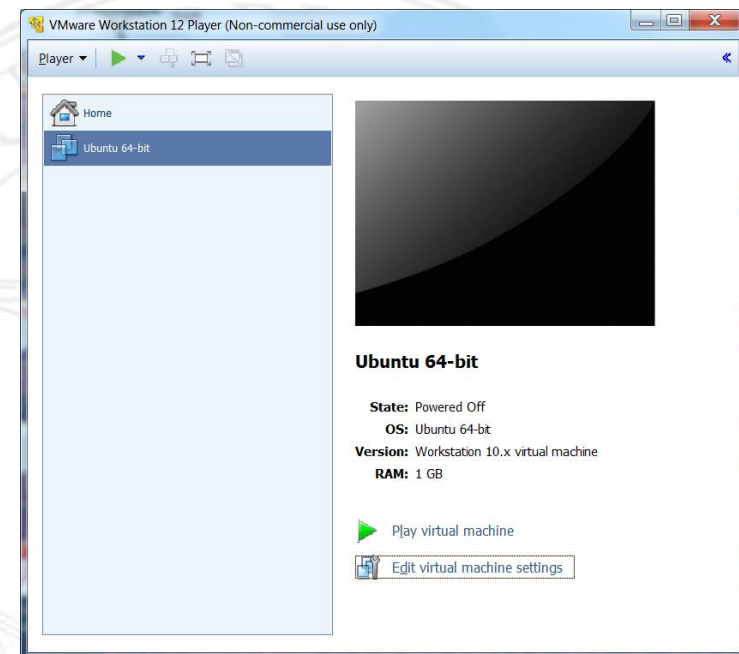 VMware Workstation 12 Player (Non-commercial use only)
Player
Home
Ubuntu 64-bit
Ubuntu 64-bit
State: Powered Off
OS: Ubuntu 64-bit
Version: Workstation 10.x virtual machine
RAM: 1 GB
Play virtual machine
Edit virtual machine settings